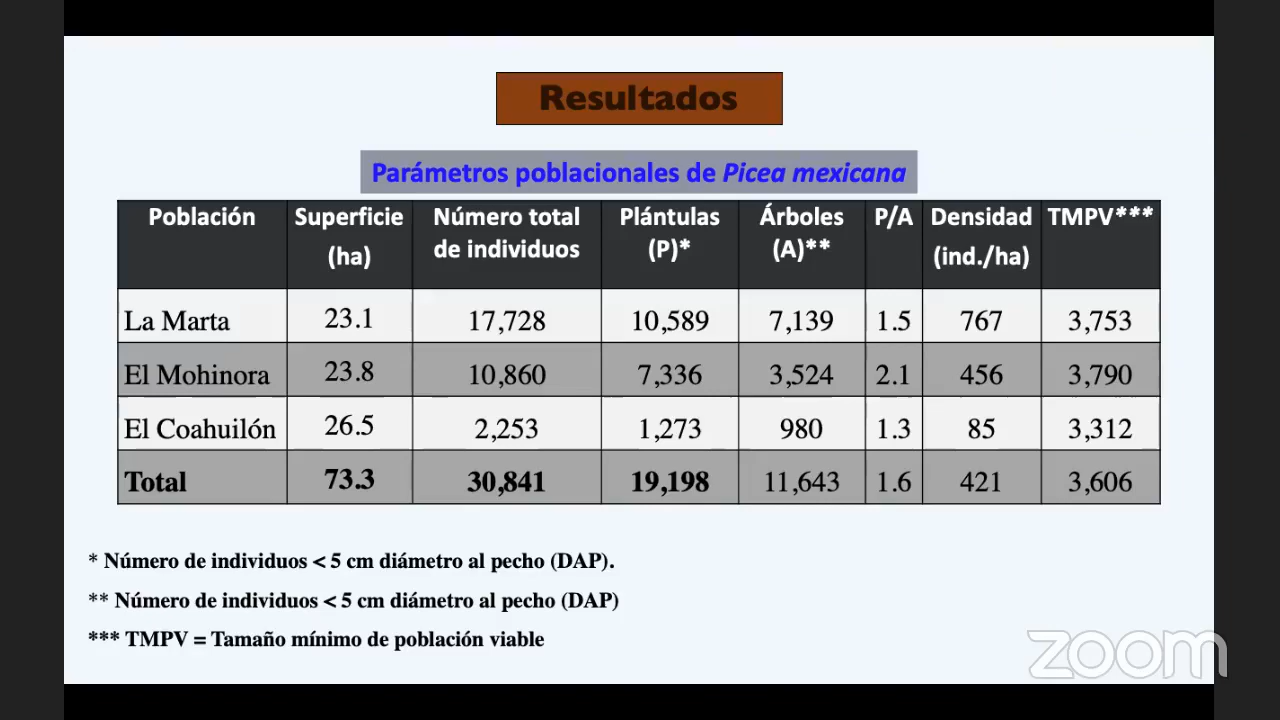 Resultados
Parámetros poblacionales de Picea mexicana
Población Superficie (ha) Número total de individuos Plántulas (P)* Árboles (A)** P/A Densidad (ind./ha) TMPV***
La Marta 23.1 17,728 10,589 7,139 1.5 767 3,753
El Mohinora 23.8 10,860 7,336 3,524 2.1 456 3,790
El Coahuilón 26.5 2,253 1,273 980 1.3 85 3,312
Total 73.3 30,841 19,198 11,643 1.6 421 3,606
* Número de individuos < 5 cm diámetro al pecho (DAP).
** Número de individuos < 5 cm diámetro al pecho (DAP)
*** TMPV = Tamaño mínimo de población viable
zoom